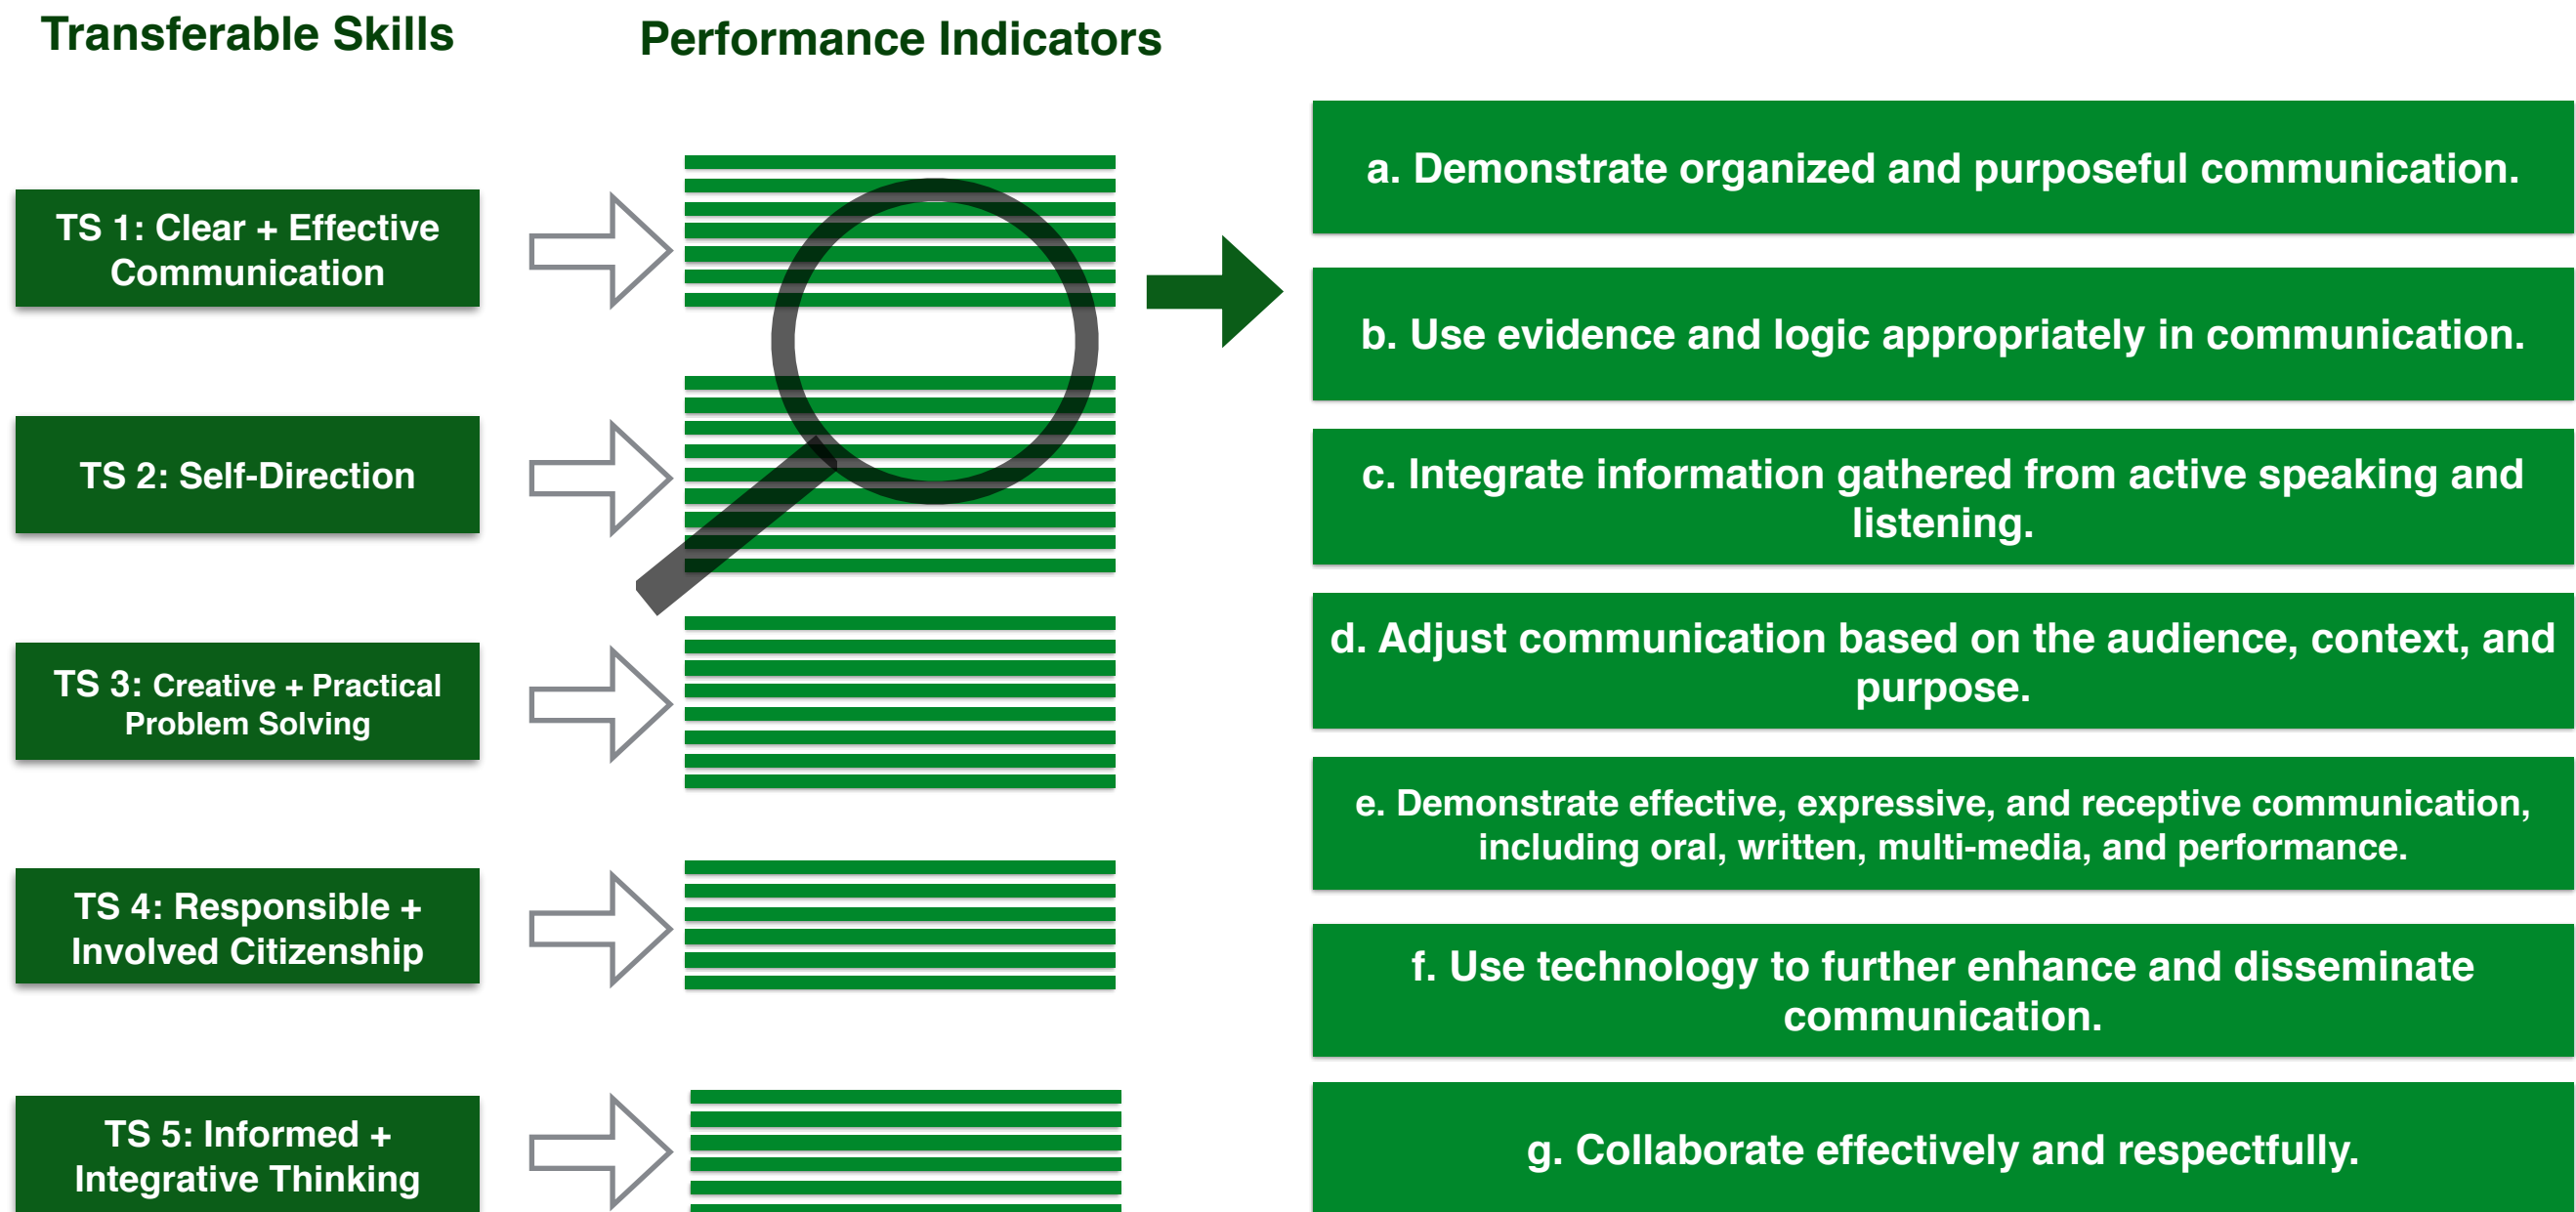 Transferable Skills
Performance Indicators
TS 1: Clear + Effective
Communication
TS 2: Self-Direction
TS 3: Creative + Practical
Problem Solving
TS 4: Responsible +
Involved Citizenship
TS 5: Informed +
Integrative Thinking
a. Demonstrate organized and purposeful communication.
b. Use evidence and logic appropriately in communication.
c. Integrate information gathered from active speaking and
listening.
d. Adjust communication based on the audience, context, and
purpose.
e. Demonstrate effective, expressive, and receptive communication,
including oral, written, multi-media, and performance.
f. Use technology to further enhance and disseminate
communication.
g. Collaborate effectively and respectfully.